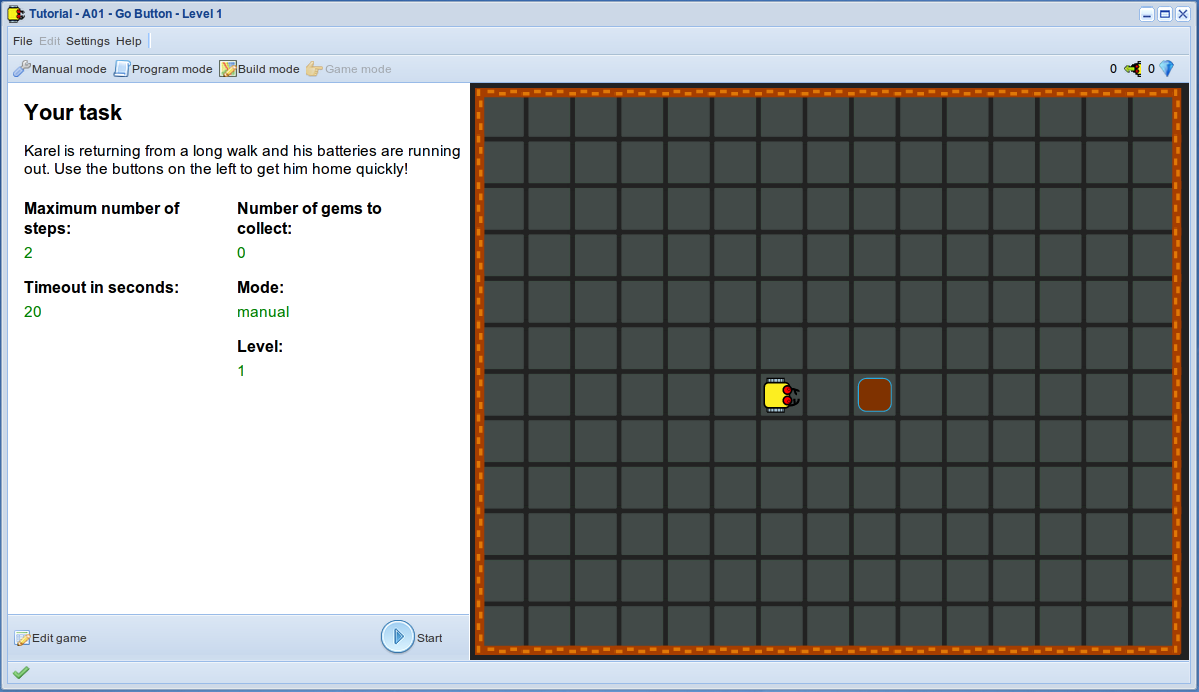 Tutorial - A01 - Go Button - Level 1
File Edit Settings Help
Manual mode Program mode Build mode Game mode 0 0
Your task
Karel is returning from a long walk and his batteries are running
out. Use the buttons on the left to get him home quickly!
Maximum number of
steps:
2
Number of gems to
collect:
0
Timeout in seconds:
20
Mode:
manual
Level:
1
Edit game
Start